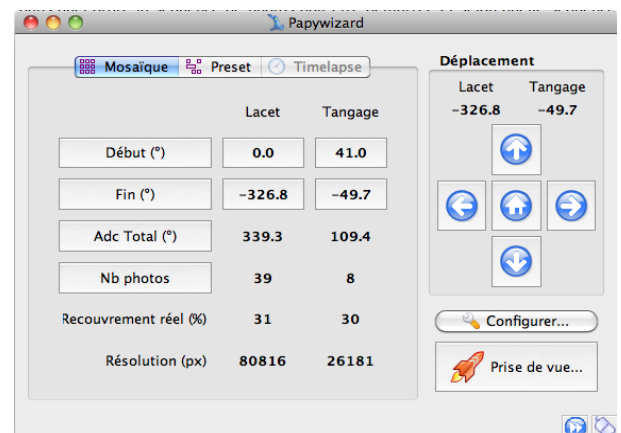 Papywizard
Mosaïque Preset Timelapse
Lacet Tangage
Début (°) 0.0 41.0
Fin (°) -326.8 -49.7
Adc Total (°) 339.3 109.4
Nb photos 39 8
Recouvrement réel (%) 31 30
Résolution (px) 80816 26181
Déplacement
Lacet Tangage
-326.8 -49.7
Configurer...
Prise de vue...